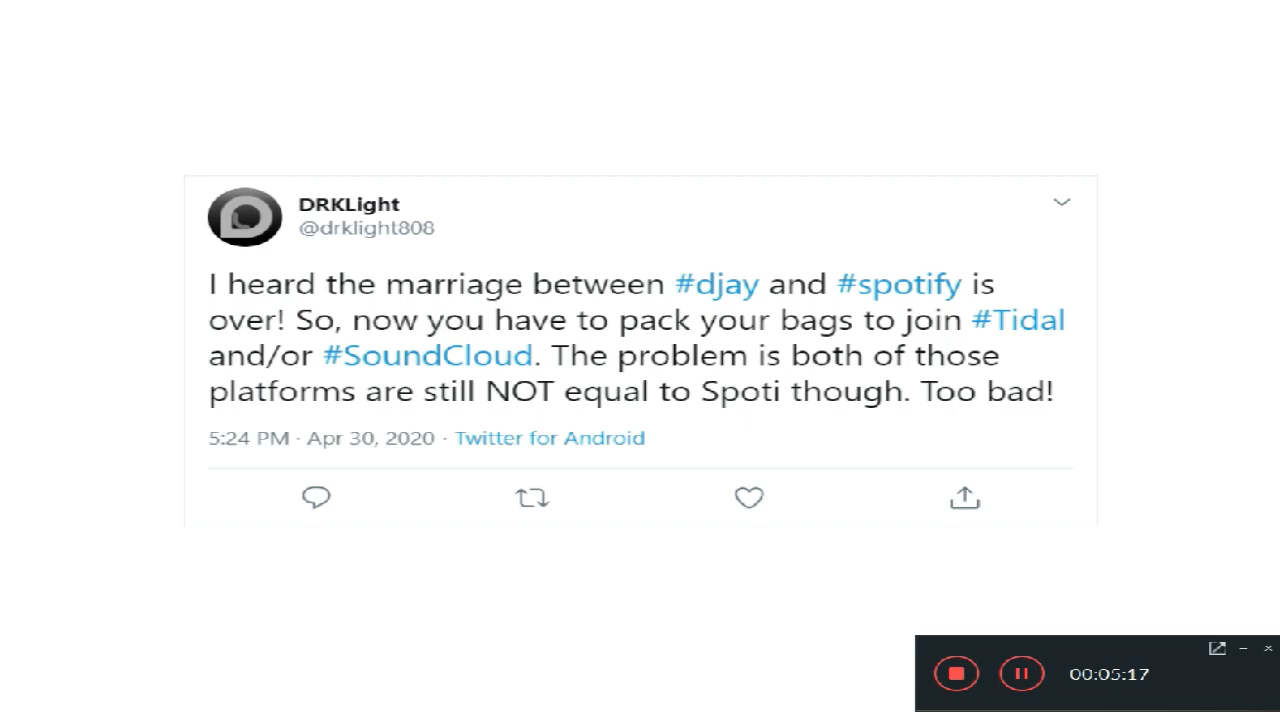 DRKLight
@drklight808
I heard the marriage between #djay and #spotify is
over! So, now you have to pack your bags to join #Tidal
and/or #SoundCloud. The problem is both of those
platforms are still NOT equal to Spoti though. Too bad!
5:24 PM · Apr 30, 2020 · Twitter for Android
00:05:17